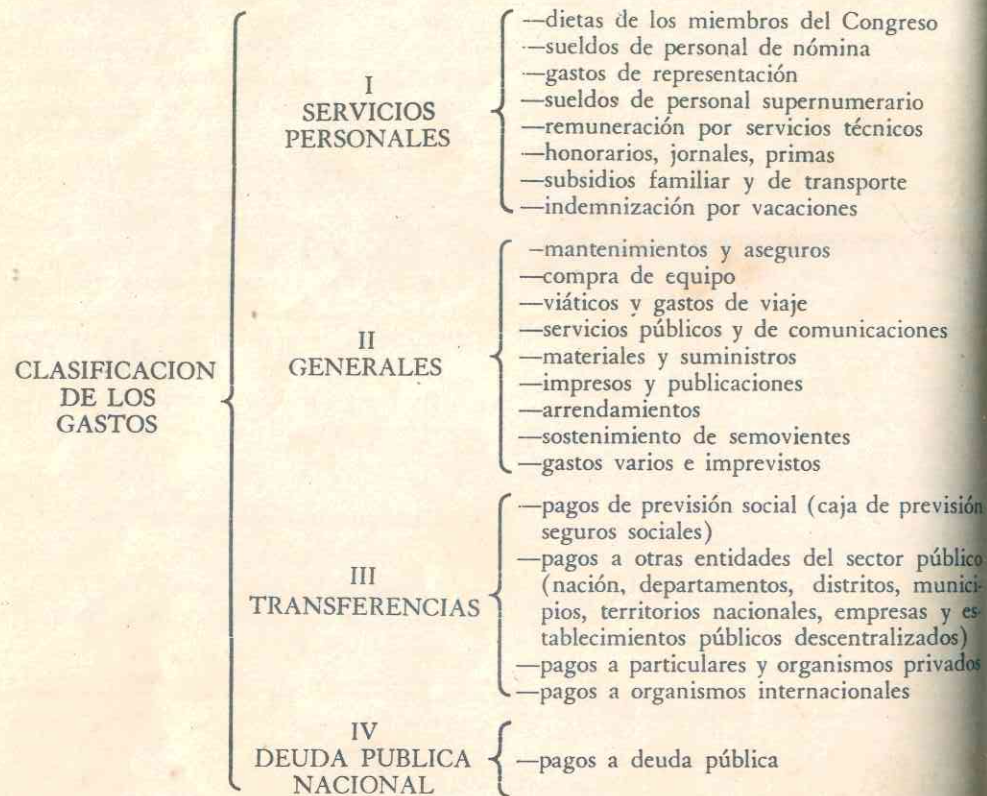 CLASIFICACION
DE LOS
GASTOS
I
SERVICIOS
PERSONALES
—dietas de los miembros del Congreso
—sueldos de personal de nómina
—gastos de representación
—sueldos de personal supernumerario
—remuneración por servicios técnicos
—honorarios, jornales, primas
—subsidios familiar y de transporte
—indemnización por vacaciones
II
GENERALES
—mantenimientos y aseguros
—compra de equipo
—viáticos y gastos de viaje
—servicios públicos y de comunicaciones
—materiales y suministros
—impresos y publicaciones
—arrendamientos
—sostenimiento de semovientes
—gastos varios e imprevistos
III
TRANSFERENCIAS
—pagos de previsión social (caja de previsión
seguros sociales)
—pagos a otras entidades del sector público
(nación, departamentos, distritos, munici-
pios, territorios nacionales, empresas y es-
tablecimientos públicos descentralizados)
—pagos a particulares y organismos privados
—pagos a organismos internacionales
IV
DEUDA PUBLICA
NACIONAL
—pagos a deuda pública